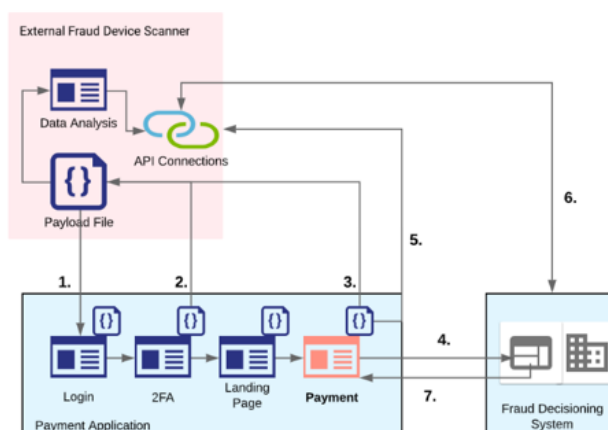 External Fraud Device Scanner
Data Analysis
API Connections
{}
Payload File
6.
5.
1.
2.
3.
{}
{}
{}
{}
4.
Login
2FA
Landing
Page
Payment
7.
Payment Application
Fraud Decisioning
System